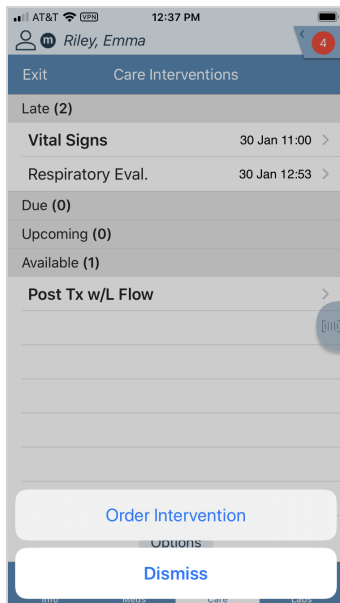 AT&T VPN 12:37 PM
m Riley, Emma
4
Exit Care Interventions
Late (2)
Vital Signs 30 Jan 11:00
Respiratory Eval. 30 Jan 12:53
Due (0)
Upcoming (0)
Available (1)
Post Tx w/L Flow
Order Intervention
Options
Dismiss
Info Meds Care Labs